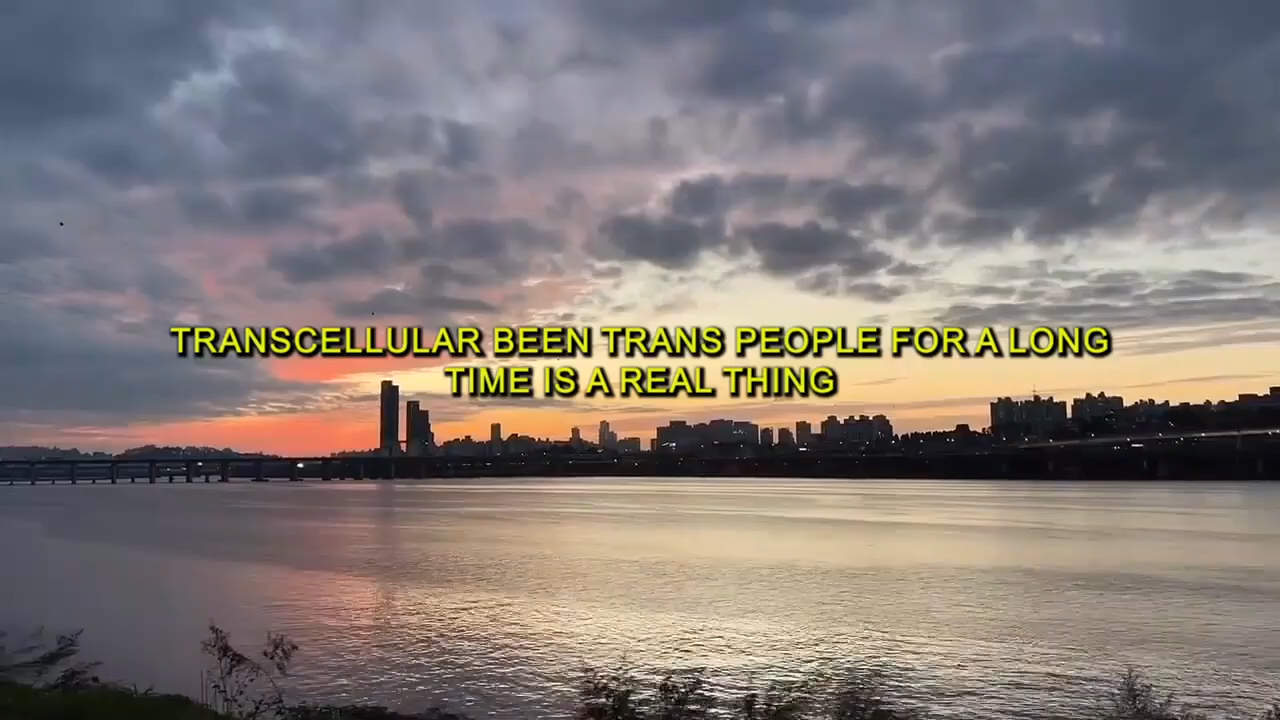 TRANSCELLULAR BEEN TRANS PEOPLE FOR A LONG
TIME IS A REAL THING